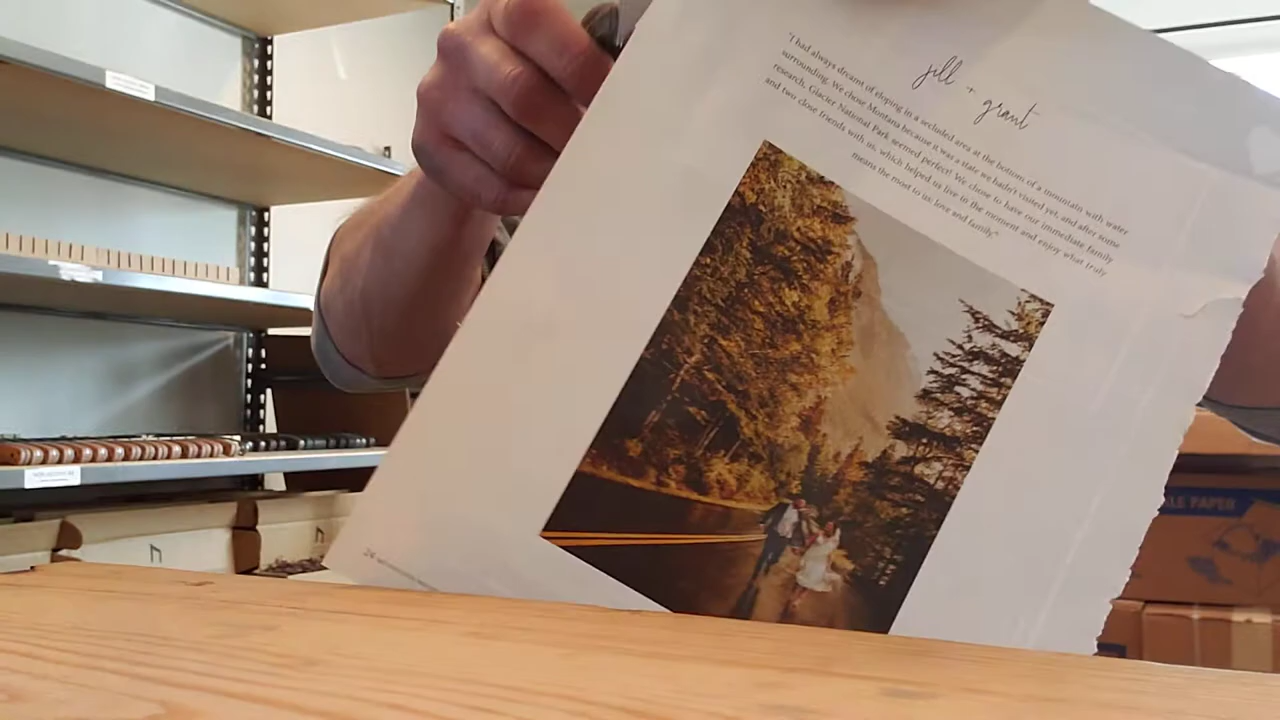 jill + grant
"I had always dreamt of eloping in a secluded area at the bottom of a mountain with water
surrounding. We chose Montana because it was a state we hadn't visited yet, and after some
research, Glacier National Park seemed perfect! We chose to have our immediate family
and two close friends with us, which helped us live in the moment and enjoy what truly
means the most to us: love and family."
LE PAPER